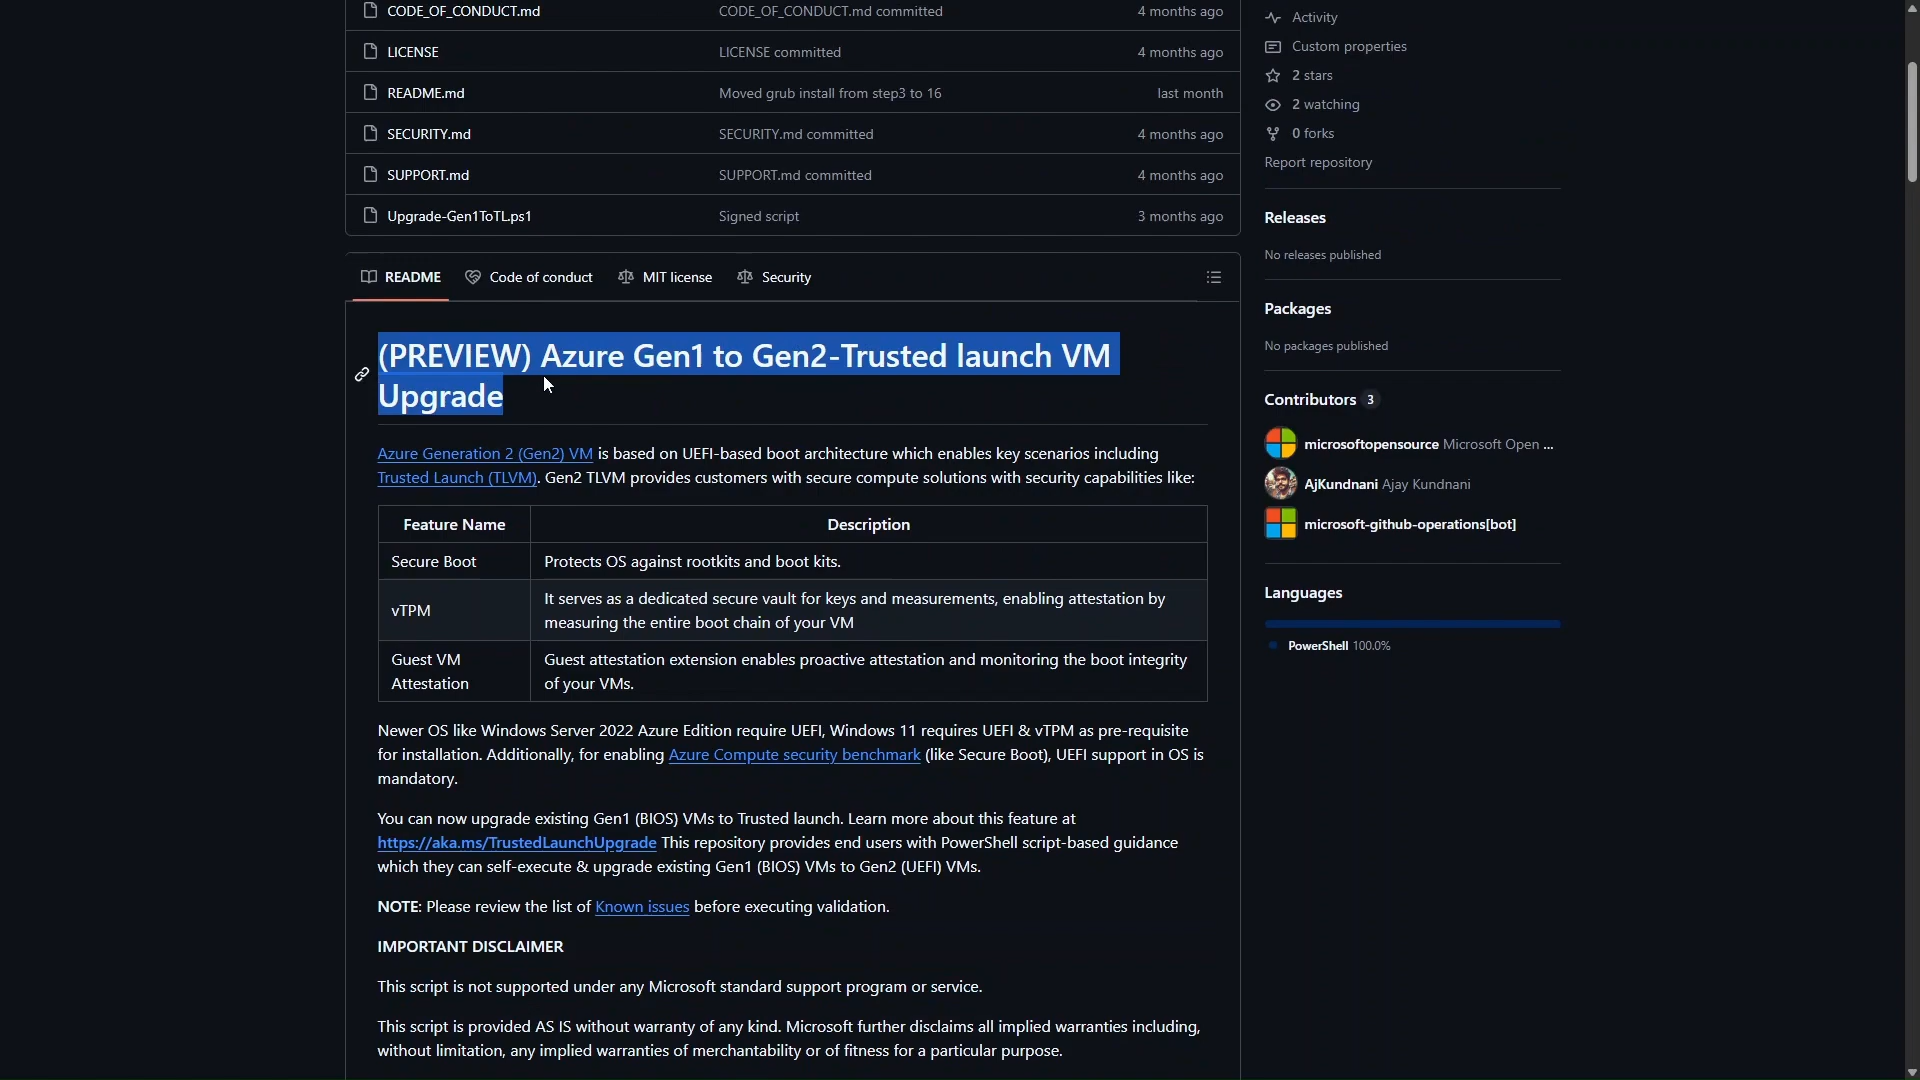 CODE_OF_CONDUCT.md CODE_OF_CONDUCT.md committed 4 months ago
LICENSE LICENSE committed 4 months ago
README.md Moved grub install from step3 to 16 last month
SECURITY.md SECURITY.md committed 4 months ago
SUPPORT.md SUPPORT.md committed 4 months ago
Upgrade-Gen1ToTL.ps1 Signed script 3 months ago
README Code of conduct MIT license Security
(PREVIEW) Azure Gen1 to Gen2-Trusted launch VM
Upgrade
Azure Generation 2 (Gen2) VM is based on UEFI-based boot architecture which enables key scenarios including
Trusted Launch (TLVM). Gen2 TLVM provides customers with secure compute solutions with security capabilities like:
Feature Name Description
Secure Boot Protects OS against rootkits and boot kits.
vTPM It serves as a dedicated secure vault for keys and measurements, enabling attestation by
measuring the entire boot chain of your VM
Guest VM
Attestation
Guest attestation extension enables proactive attestation and monitoring the boot integrity
of your VMs.
Newer OS like Windows Server 2022 Azure Edition require UEFI, Windows 11 requires UEFI & vTPM as pre-requisite
for installation. Additionally, for enabling Azure Compute security benchmark (like Secure Boot), UEFI support in OS is
mandatory.
You can now upgrade existing Gen1 (BIOS) VMs to Trusted launch. Learn more about this feature at
https://aka.ms/TrustedLaunchUpgrade This repository provides end users with PowerShell script-based guidance
which they can self-execute & upgrade existing Gen1 (BIOS) VMs to Gen2 (UEFI) VMs.
NOTE: Please review the list of Known issues before executing validation.
IMPORTANT DISCLAIMER
This script is not supported under any Microsoft standard support program or service.
This script is provided AS IS without warranty of any kind. Microsoft further disclaims all implied warranties including,
without limitation, any implied warranties of merchantability or of fitness for a particular purpose.
Activity
Custom properties
2 stars
2 watching
0 forks
Report repository
Releases
No releases published
Packages
No packages published
Contributors 3
microsoftopensource Microsoft Open ...
AjKundnani Ajay Kundnani
microsoft-github-operations[bot]
Languages
PowerShell 100.0%